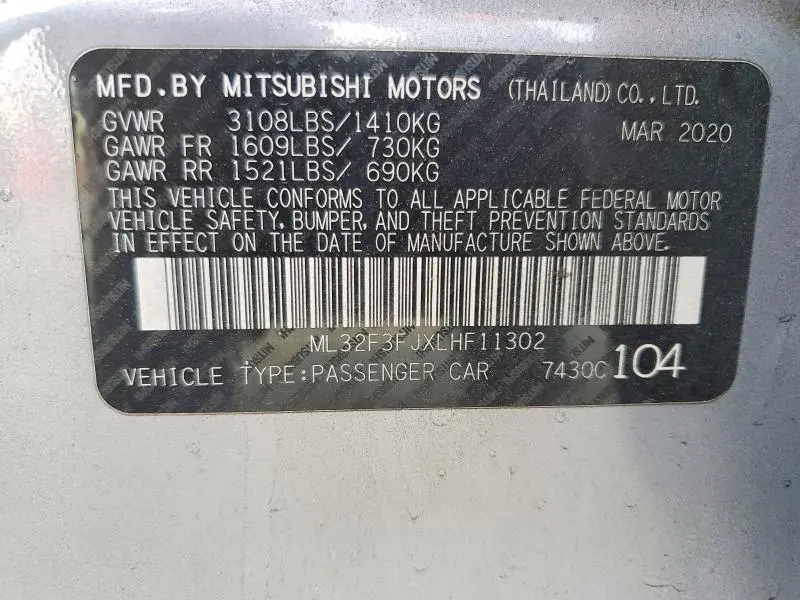 MFD.BY MITSUBISHI MOTORS (THAILAND) CO.,LTD.
GVWR 3108LBS/1410KG MAR 2020
GAWR FR 1609LBS/ 730KG
GAWR RR 1521LBS/ 690KG
THIS VEHICLE CONFORMS TO ALL APPLICABLE FEDERAL MOTOR
VEHICLE SAFETY, BUMPER, AND THEFT PREVENTION STANDARDS
IN EFFECT ON THE DATE OF MANUFACTURE SHOWN ABOVE.
ML32F3FJXLHF11302
VEHICLE TYPE:PASSENGER CAR 7430C 104